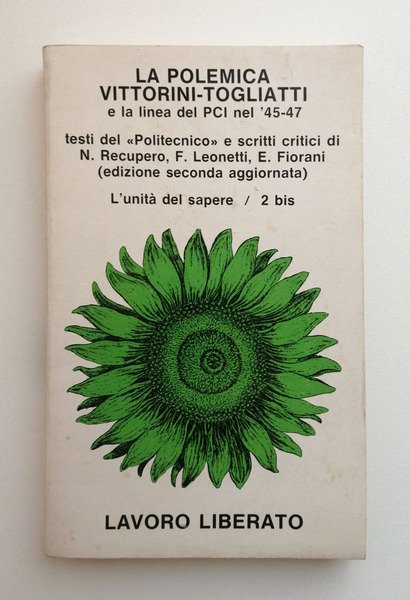 LA POLEMICA
VITTORINI-TOGLIATTI
e la linea del PCI nel '45-47
testi del «Politecnico» e scritti critici di
N. Recupero, F. Leonetti, E. Fiorani
(edizione seconda aggiornata)
L'unità del sapere / 2 bis
LAVORO LIBERATO